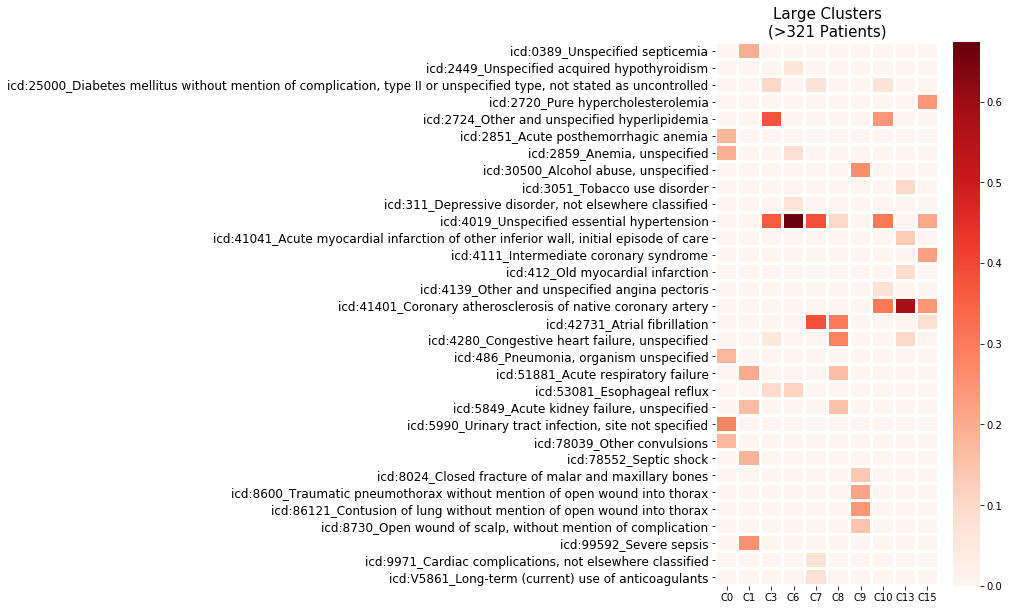 Large Clusters
(>321 Patients)
icd:0389_Unspecified septicemia
icd:2449_Unspecified acquired hypothyroidism
icd:25000_Diabetes mellitus without mention of complication, type II or unspecified type, not stated as uncontrolled
icd:2720_Pure hypercholesterolemia
icd:2724_Other and unspecified hyperlipidemia
icd:2851_Acute posthemorrhagic anemia
icd:2859_Anemia, unspecified
icd:30500_Alcohol abuse, unspecified
icd:3051_Tobacco use disorder
icd:311_Depressive disorder, not elsewhere classified
icd:4019_Unspecified essential hypertension
icd:41041_Acute myocardial infarction of other inferior wall, initial episode of care
icd:4111_Intermediate coronary syndrome
icd:412_Old myocardial infarction
icd:4139_Other and unspecified angina pectoris
icd:41401_Coronary atherosclerosis of native coronary artery
icd:42731_Atrial fibrillation
icd:4280_Congestive heart failure, unspecified
icd:486_Pneumonia, organism unspecified
icd:51881_Acute respiratory failure
icd:53081_Esophageal reflux
icd:5849_Acute kidney failure, unspecified
icd:5990_Urinary tract infection, site not specified
icd:78039_Other convulsions
icd:78552_Septic shock
icd:8024_Closed fracture of malar and maxillary bones
icd:8600_Traumatic pneumothorax without mention of open wound into thorax
icd:86121_Contusion of lung without mention of open wound into thorax
icd:8730_Open wound of scalp, without mention of complication
icd:99592_Severe sepsis
icd:9971_Cardiac complications, not elsewhere classified
icd:V5861_Long-term (current) use of anticoagulants
C0 C1 C3 C6 C7 C8 C9 C10 C13 C15
0.6
0.5
0.4
0.3
0.2
0.1
0.0